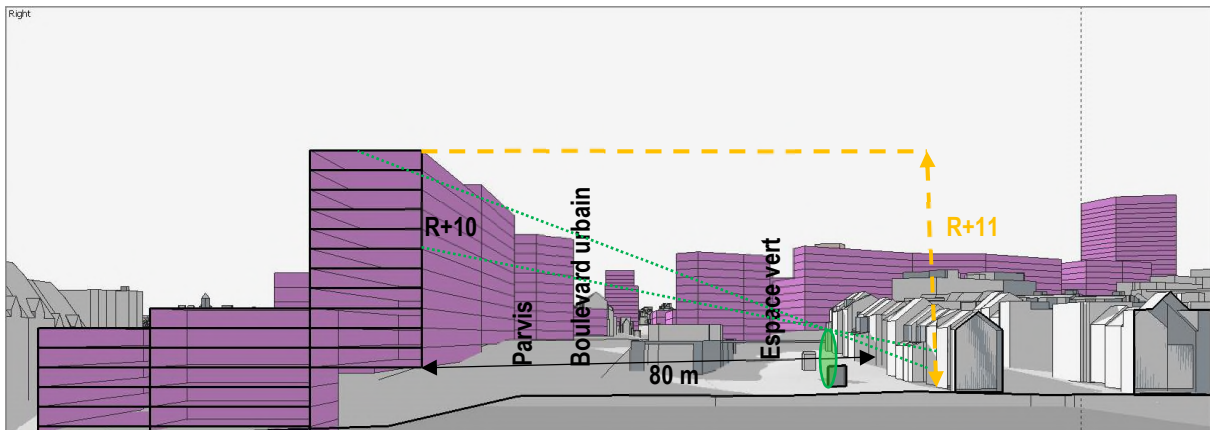 Right
R+10
Parvis
Boulevard urbain
Espace vert
R+11
80 m